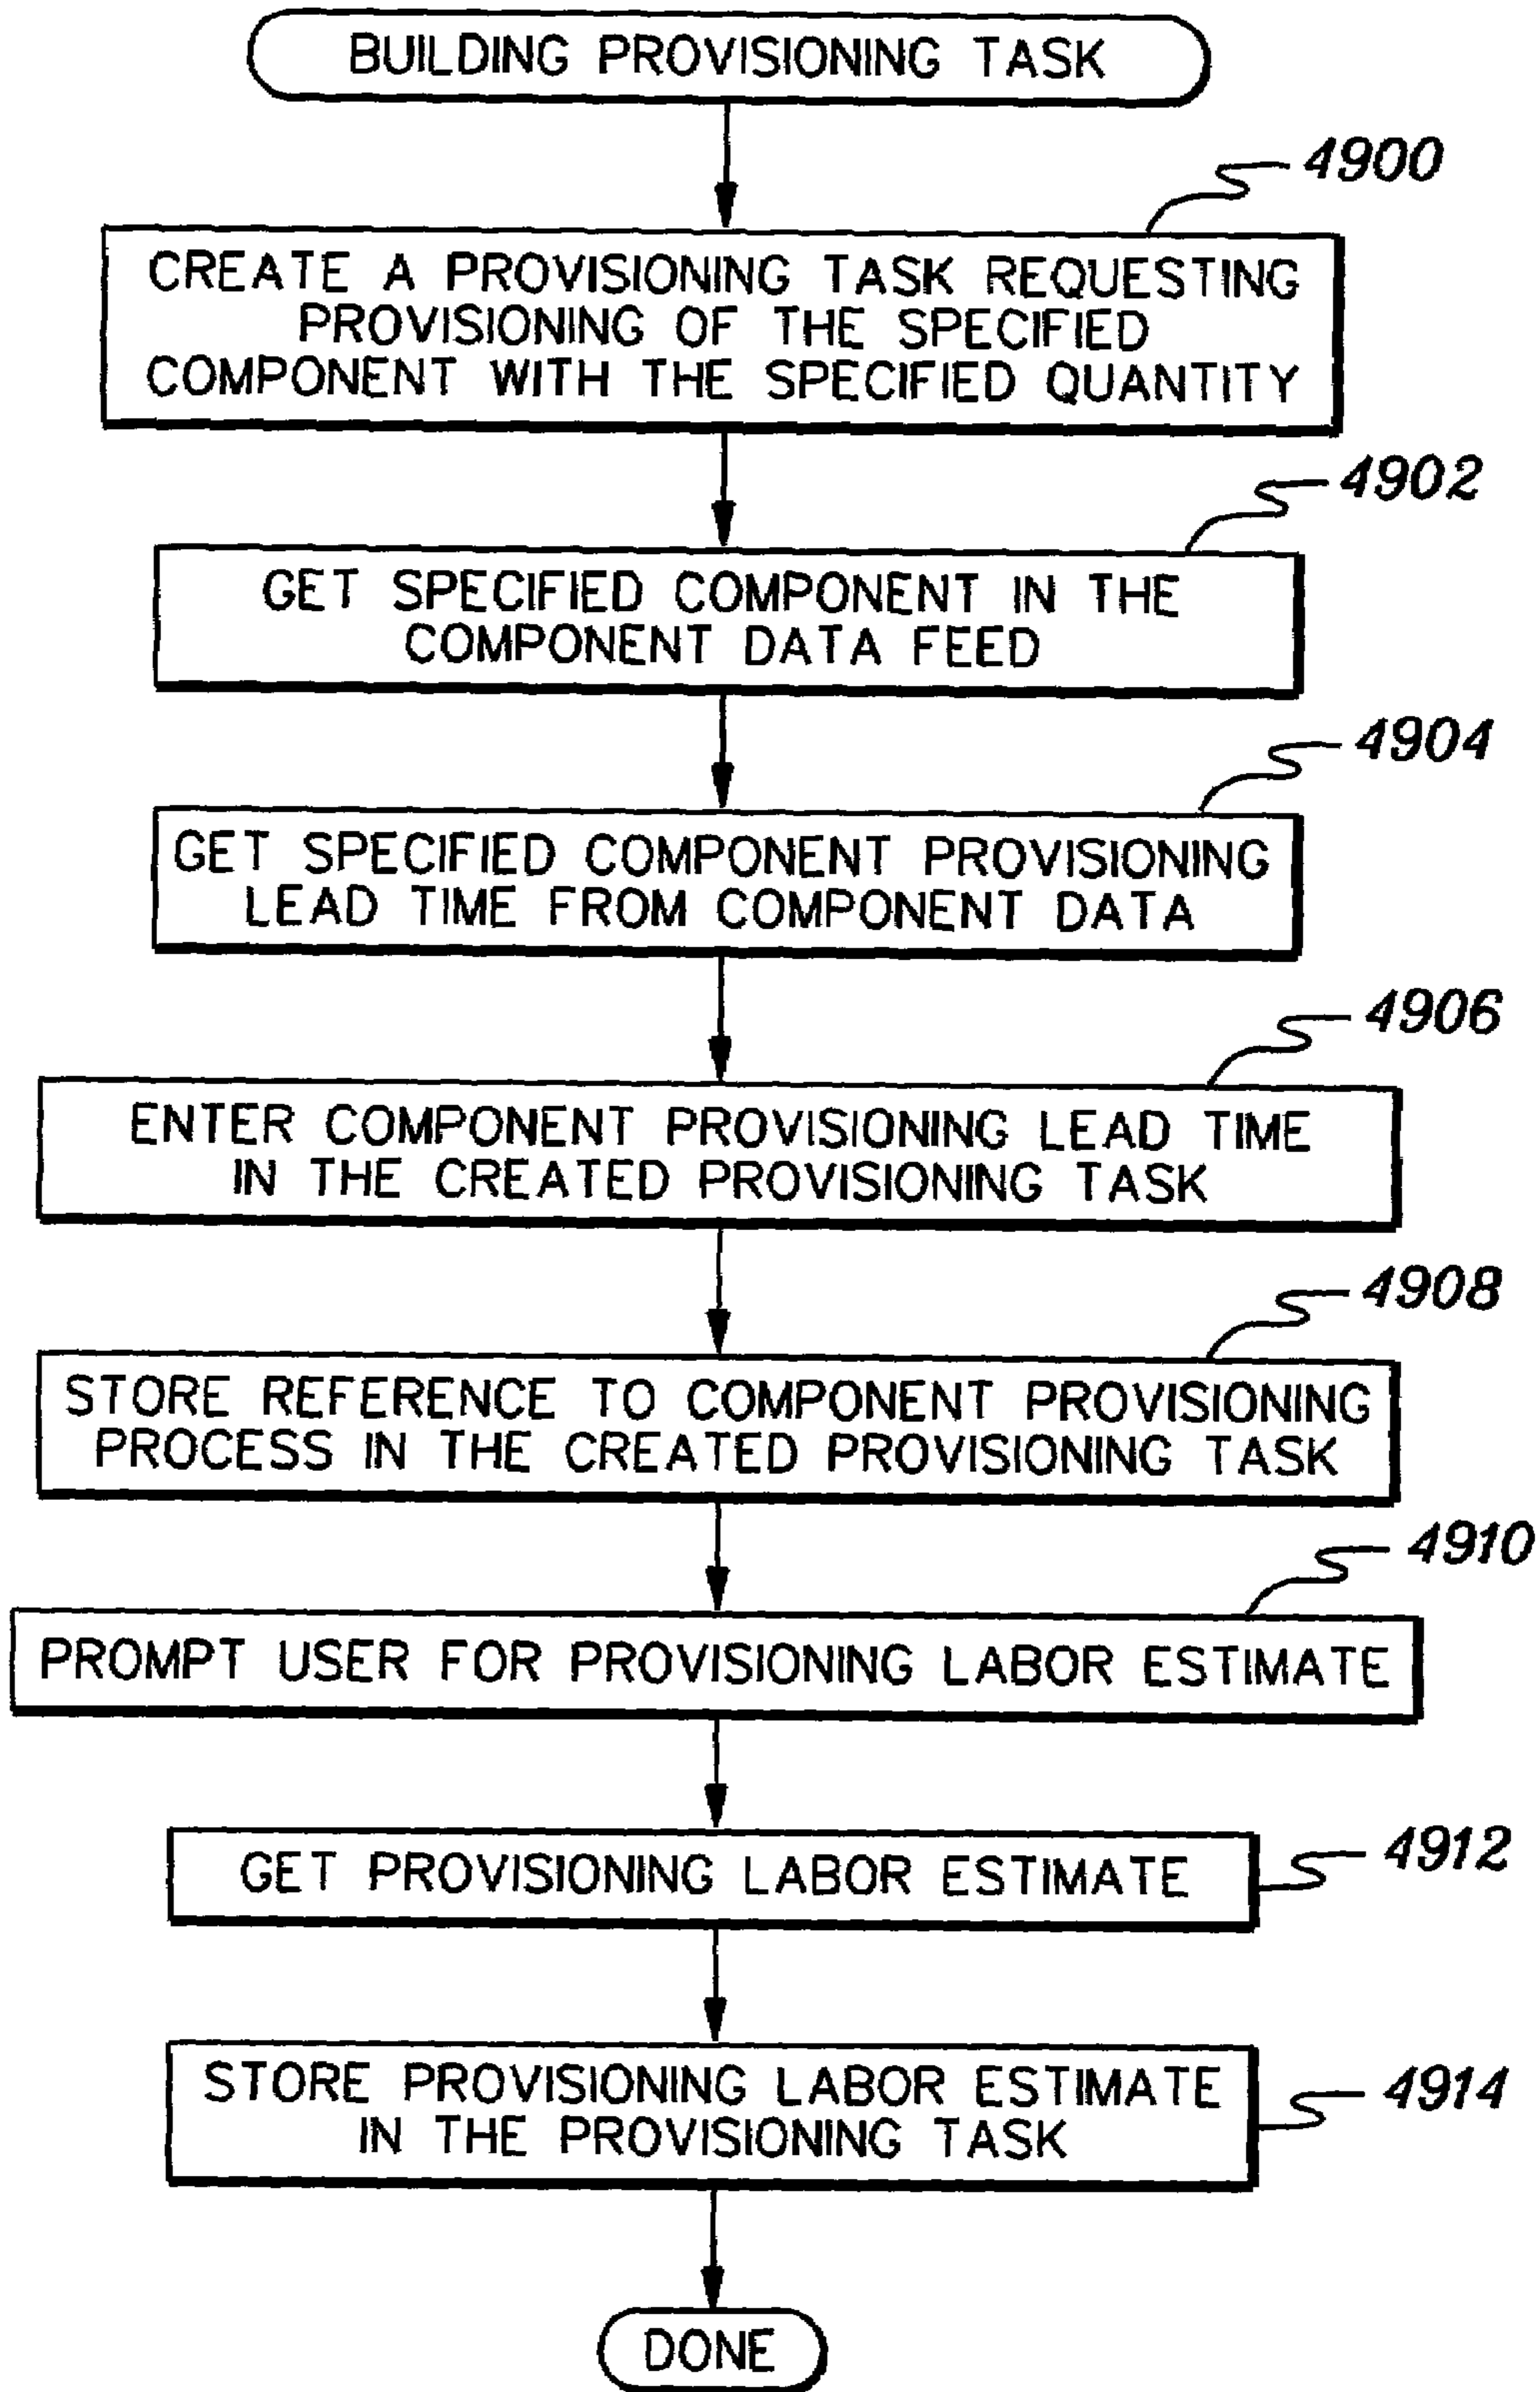 BUILDING PROVISIONING TASK
4900
CREATE A PROVISIONING TASK REQUESTING
PROVISIONING OF THE SPECIFIED
COMPONENT WITH THE SPECIFIED QUANTITY
4902
GET SPECIFIED COMPONENT IN THE
COMPONENT DATA FEED
4904
GET SPECIFIED COMPONENT PROVISIONING
LEAD TIME FROM COMPONENT DATA
4906
ENTER COMPONENT PROVISIONING LEAD TIME
IN THE CREATED PROVISIONING TASK
4908
STORE REFERENCE TO COMPONENT PROVISIONING
PROCESS IN THE CREATED PROVISIONING TASK
4910
PROMPT USER FOR PROVISIONING LABOR ESTIMATE
4912
GET PROVISIONING LABOR ESTIMATE
4914
STORE PROVISIONING LABOR ESTIMATE
IN THE PROVISIONING TASK
DONE